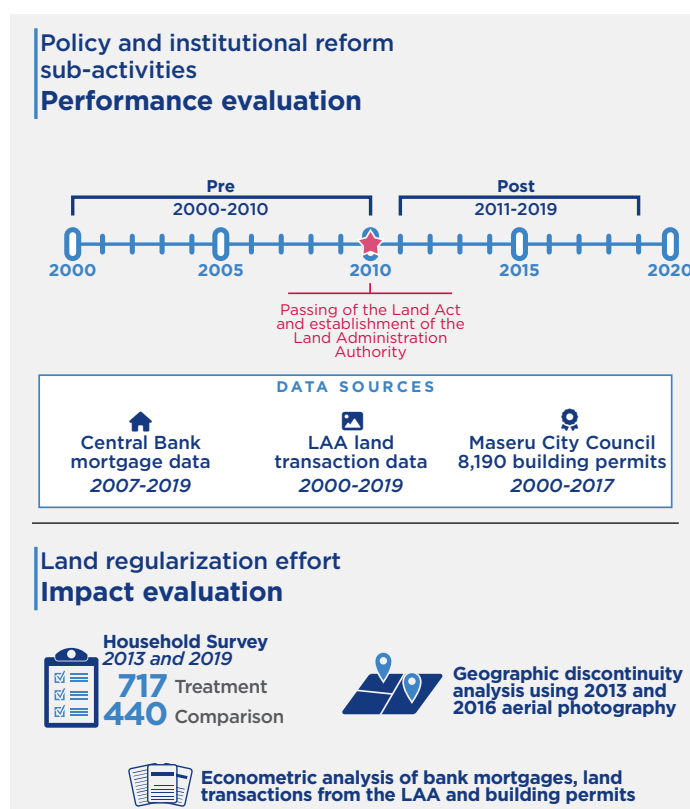 Policy and institutional reform
sub-activities
Performance evaluation
Pre
2000-2010
Post
2011-2019
2000
2005
2010
2015
2020
Passing of the Land Act
and establishment of the
Land Administration
Authority
DATA SOURCES
Central Bank
mortgage data
2007-2019
LAA land
transaction data
2000-2019
Maseru City Council
8,190 building permits
2000-2017
Land regularization effort
Impact evaluation
Household Survey
2013 and 2019
717 Treatment
440 Comparison
Geographic discontinuity
analysis using 2013 and
2016 aerial photography
Econometric analysis of bank mortgages, land
transactions from the LAA and building permits